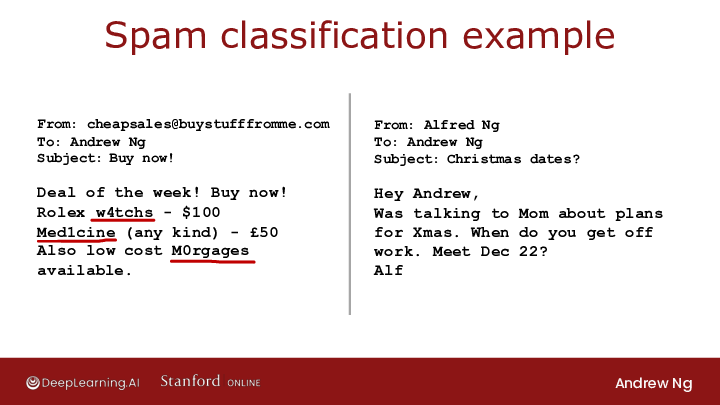 Spam classification example
From: cheapsales@buystufffromme.com
To: Andrew Ng
Subject: Buy now!
Deal of the week! Buy now!
Rolex w4tchs - $100
Med1cine (any kind) - £50
Also low cost M0rgages
available.
From: Alfred Ng
To: Andrew Ng
Subject: Christmas dates?
Hey Andrew,
Was talking to Mom about plans
for Xmas. When do you get off
work. Meet Dec 22?
Alf
DeepLearning.AI
Stanford ONLINE
Andrew Ng